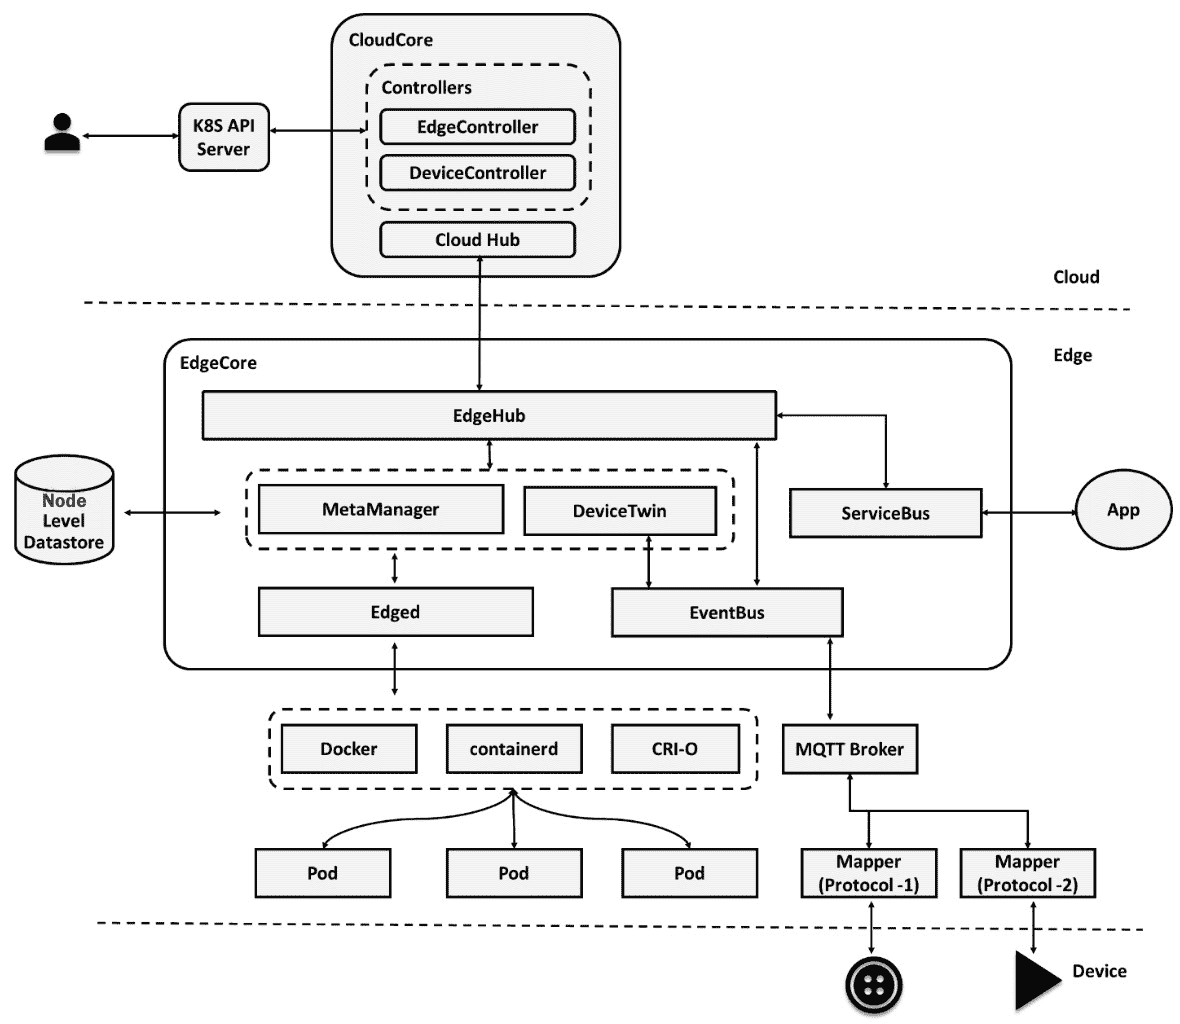 CloudCore
Controllers
EdgeController
DeviceController
Cloud Hub
K8S API
Server
Cloud
Edge
EdgeCore
EdgeHub
MetaManager
DeviceTwin
ServiceBus
App
Node
Level
Datastore
Edged
EventBus
Docker
containerd
CRI-O
MQTT Broker
Pod
Pod
Pod
Mapper
(Protocol -1)
Mapper
(Protocol -2)
Device